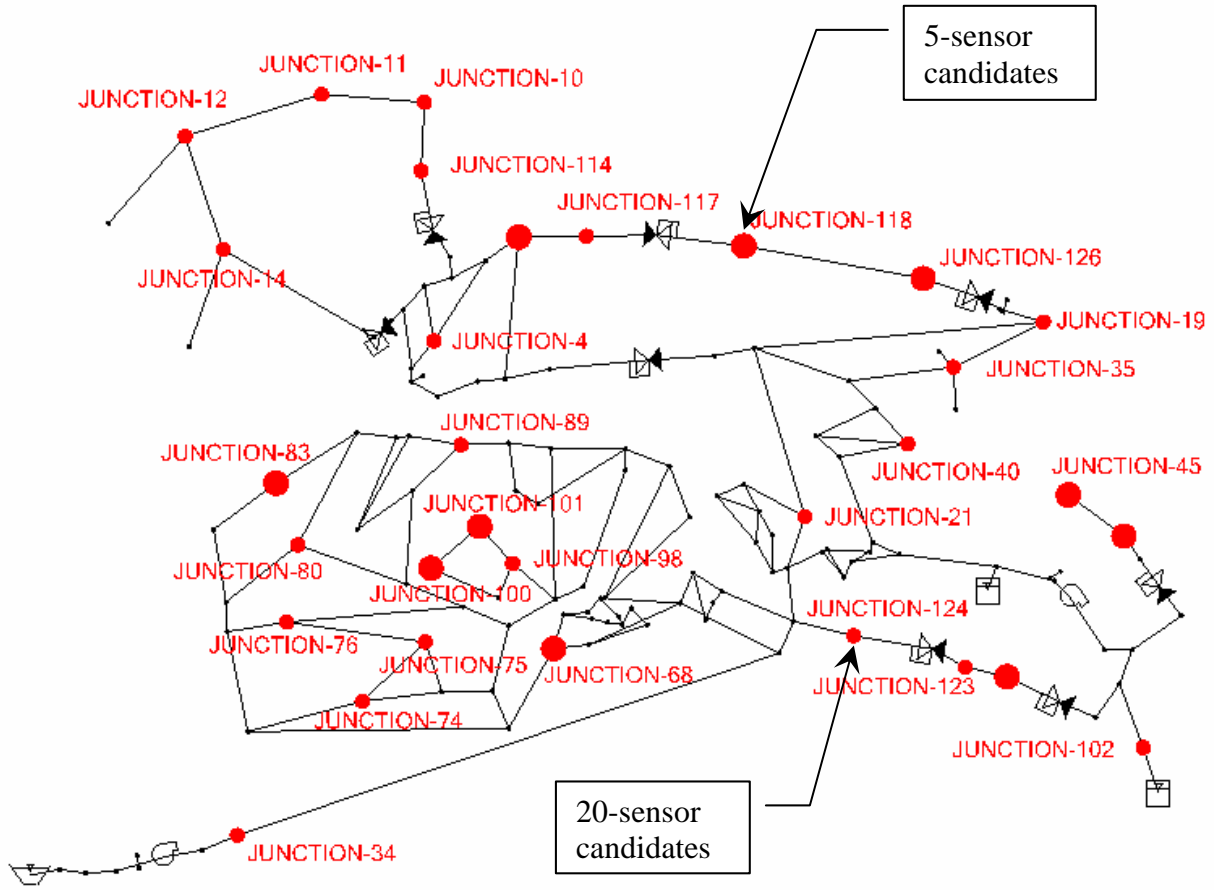 5-sensor
candidates
JUNCTION-11
JUNCTION-10
JUNCTION-12
JUNCTION-114
JUNCTION-117
JUNCTION-118
JUNCTION-126
JUNCTION-14
JUNCTION-19
JUNCTION-4
JUNCTION-35
JUNCTION-89
JUNCTION-83
JUNCTION-40
JUNCTION-45
JUNCTION-101
JUNCTION-21
JUNCTION-80
JUNCTION-98
JUNCTION-100
JUNCTION-124
JUNCTION-76
JUNCTION-75
JUNCTION-68
JUNCTION-123
JUNCTION-74
JUNCTION-102
20-sensor
candidates
JUNCTION-34